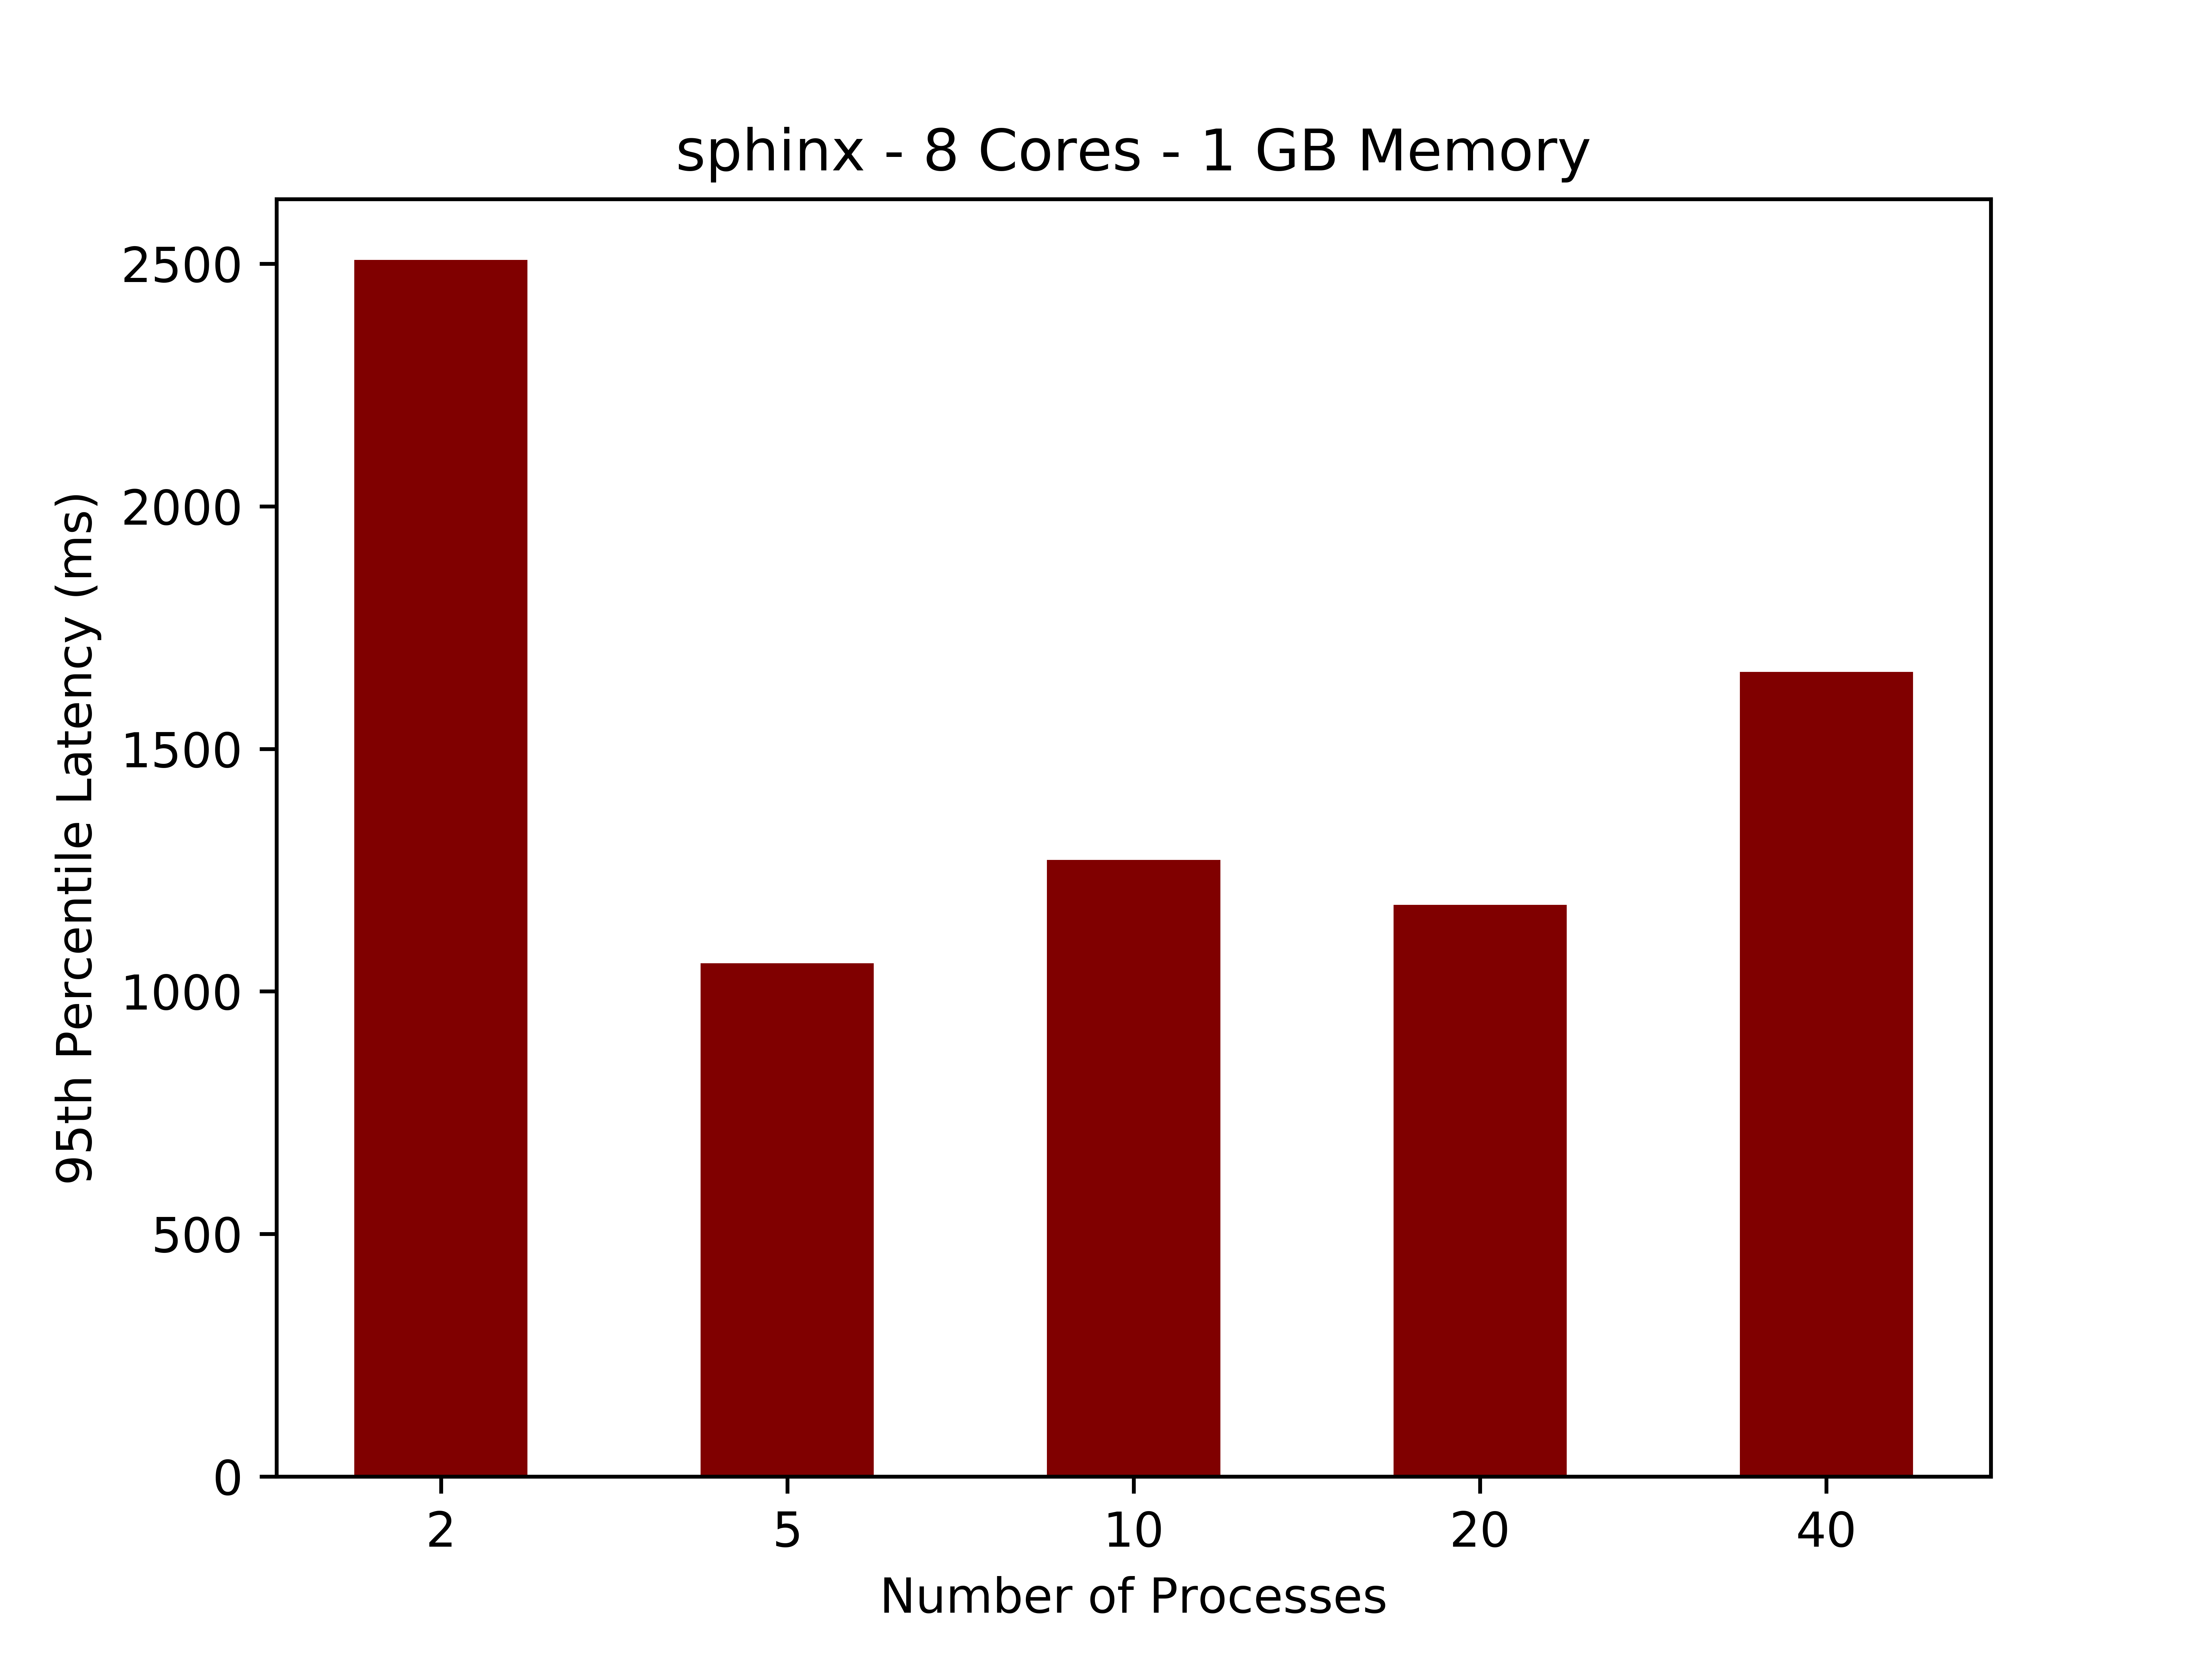 sphinx - 8 Cores - 1 GB Memory
95th Percentile Latency (ms)
2500
2000
1500
1000
500
0
2 5 10 20 40
Number of Processes